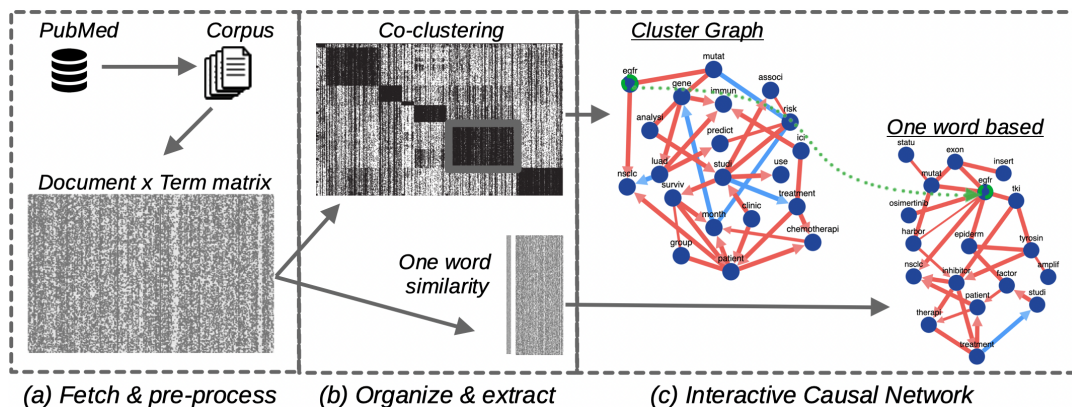 PubMed
Corpus
Document x Term matrix
(a) Fetch & pre-process
Co-clustering
One word
similarity
(b) Organize & extract
Cluster Graph
mutat
egfr
associ
gene
immun
risk
analysi
predict
ici
luad
studi
use
nsclc
surviv
treatment
month
clinic
chemotherapi
group
patient
One word based
statu
exon
insert
mutat
egfr
tki
osimertinib
harbor
epiderm
tyrosin
nsclc
inhibitor
factor
amplif
patient
studi
therapi
treatment
(c) Interactive Causal Network